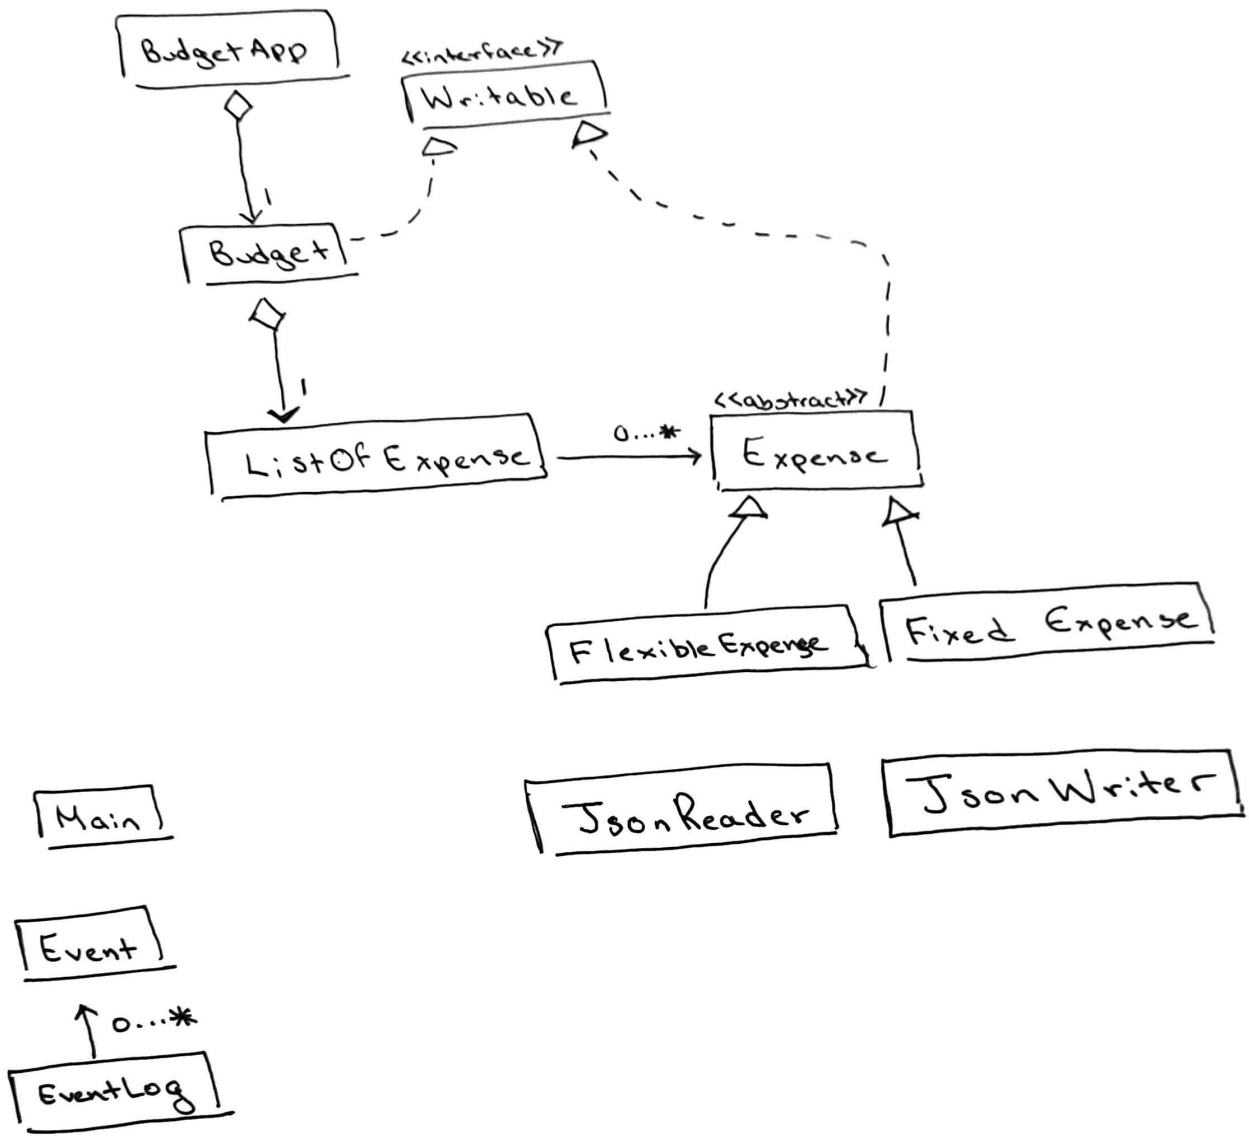 BudgetApp
<<interface>>
Writable
1
Budget
1
<<abstract>>
ListOfExpense
0...*
Expense
FlexibleExpense
Fixed Expense
JsonReader
JsonWriter
Main
Event
0...*
EventLog